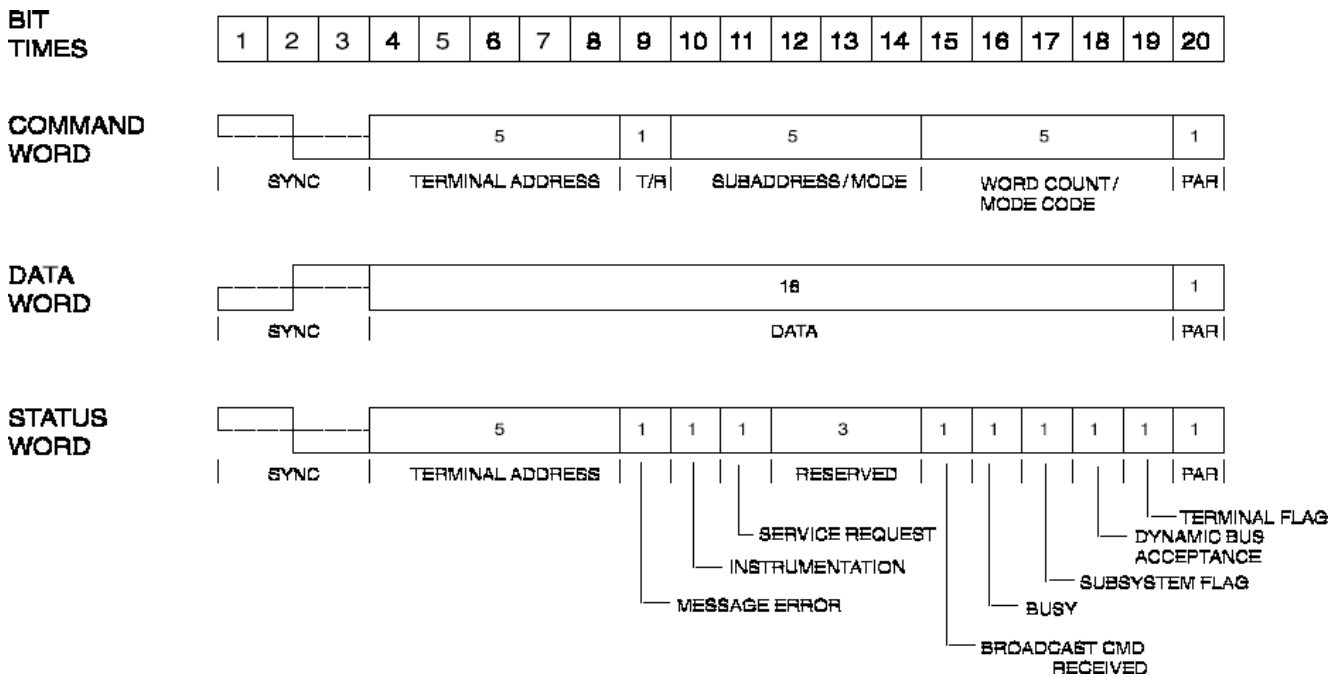 BIT TIMES
1 2 3 4 5 6 7 8 9 10 11 12 13 14 15 16 17 18 19 20
COMMAND WORD
5 1 5 5 1
SYNC TERMINAL ADDRESS T/R SUBADDRESS/MODE WORD COUNT/ MODE CODE PAR
DATA WORD
16 1
SYNC DATA PAR
STATUS WORD
5 1 1 1 3 1 1 1 1 1 1
SYNC TERMINAL ADDRESS RESERVED PAR
TERMINAL FLAG
SERVICE REQUEST
DYNAMIC BUS ACCEPTANCE
INSTRUMENTATION
SUBSYSTEM FLAG
MESSAGE ERROR
BUSY
BROADCAST CMD RECEIVED